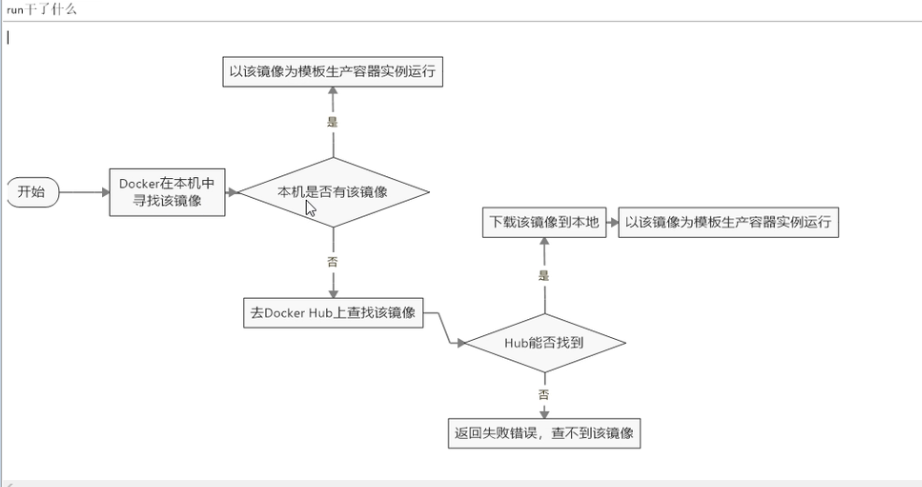 run干了什么
以该镜像为模板生产容器实例运行
是
开始
Docker在本机中
寻找该镜像
本机是否有该镜像
否
去Docker Hub上查找该镜像
下载该镜像到本地
以该镜像为模板生产容器实例运行
是
Hub能否找到
否
返回失败错误，查不到该镜像